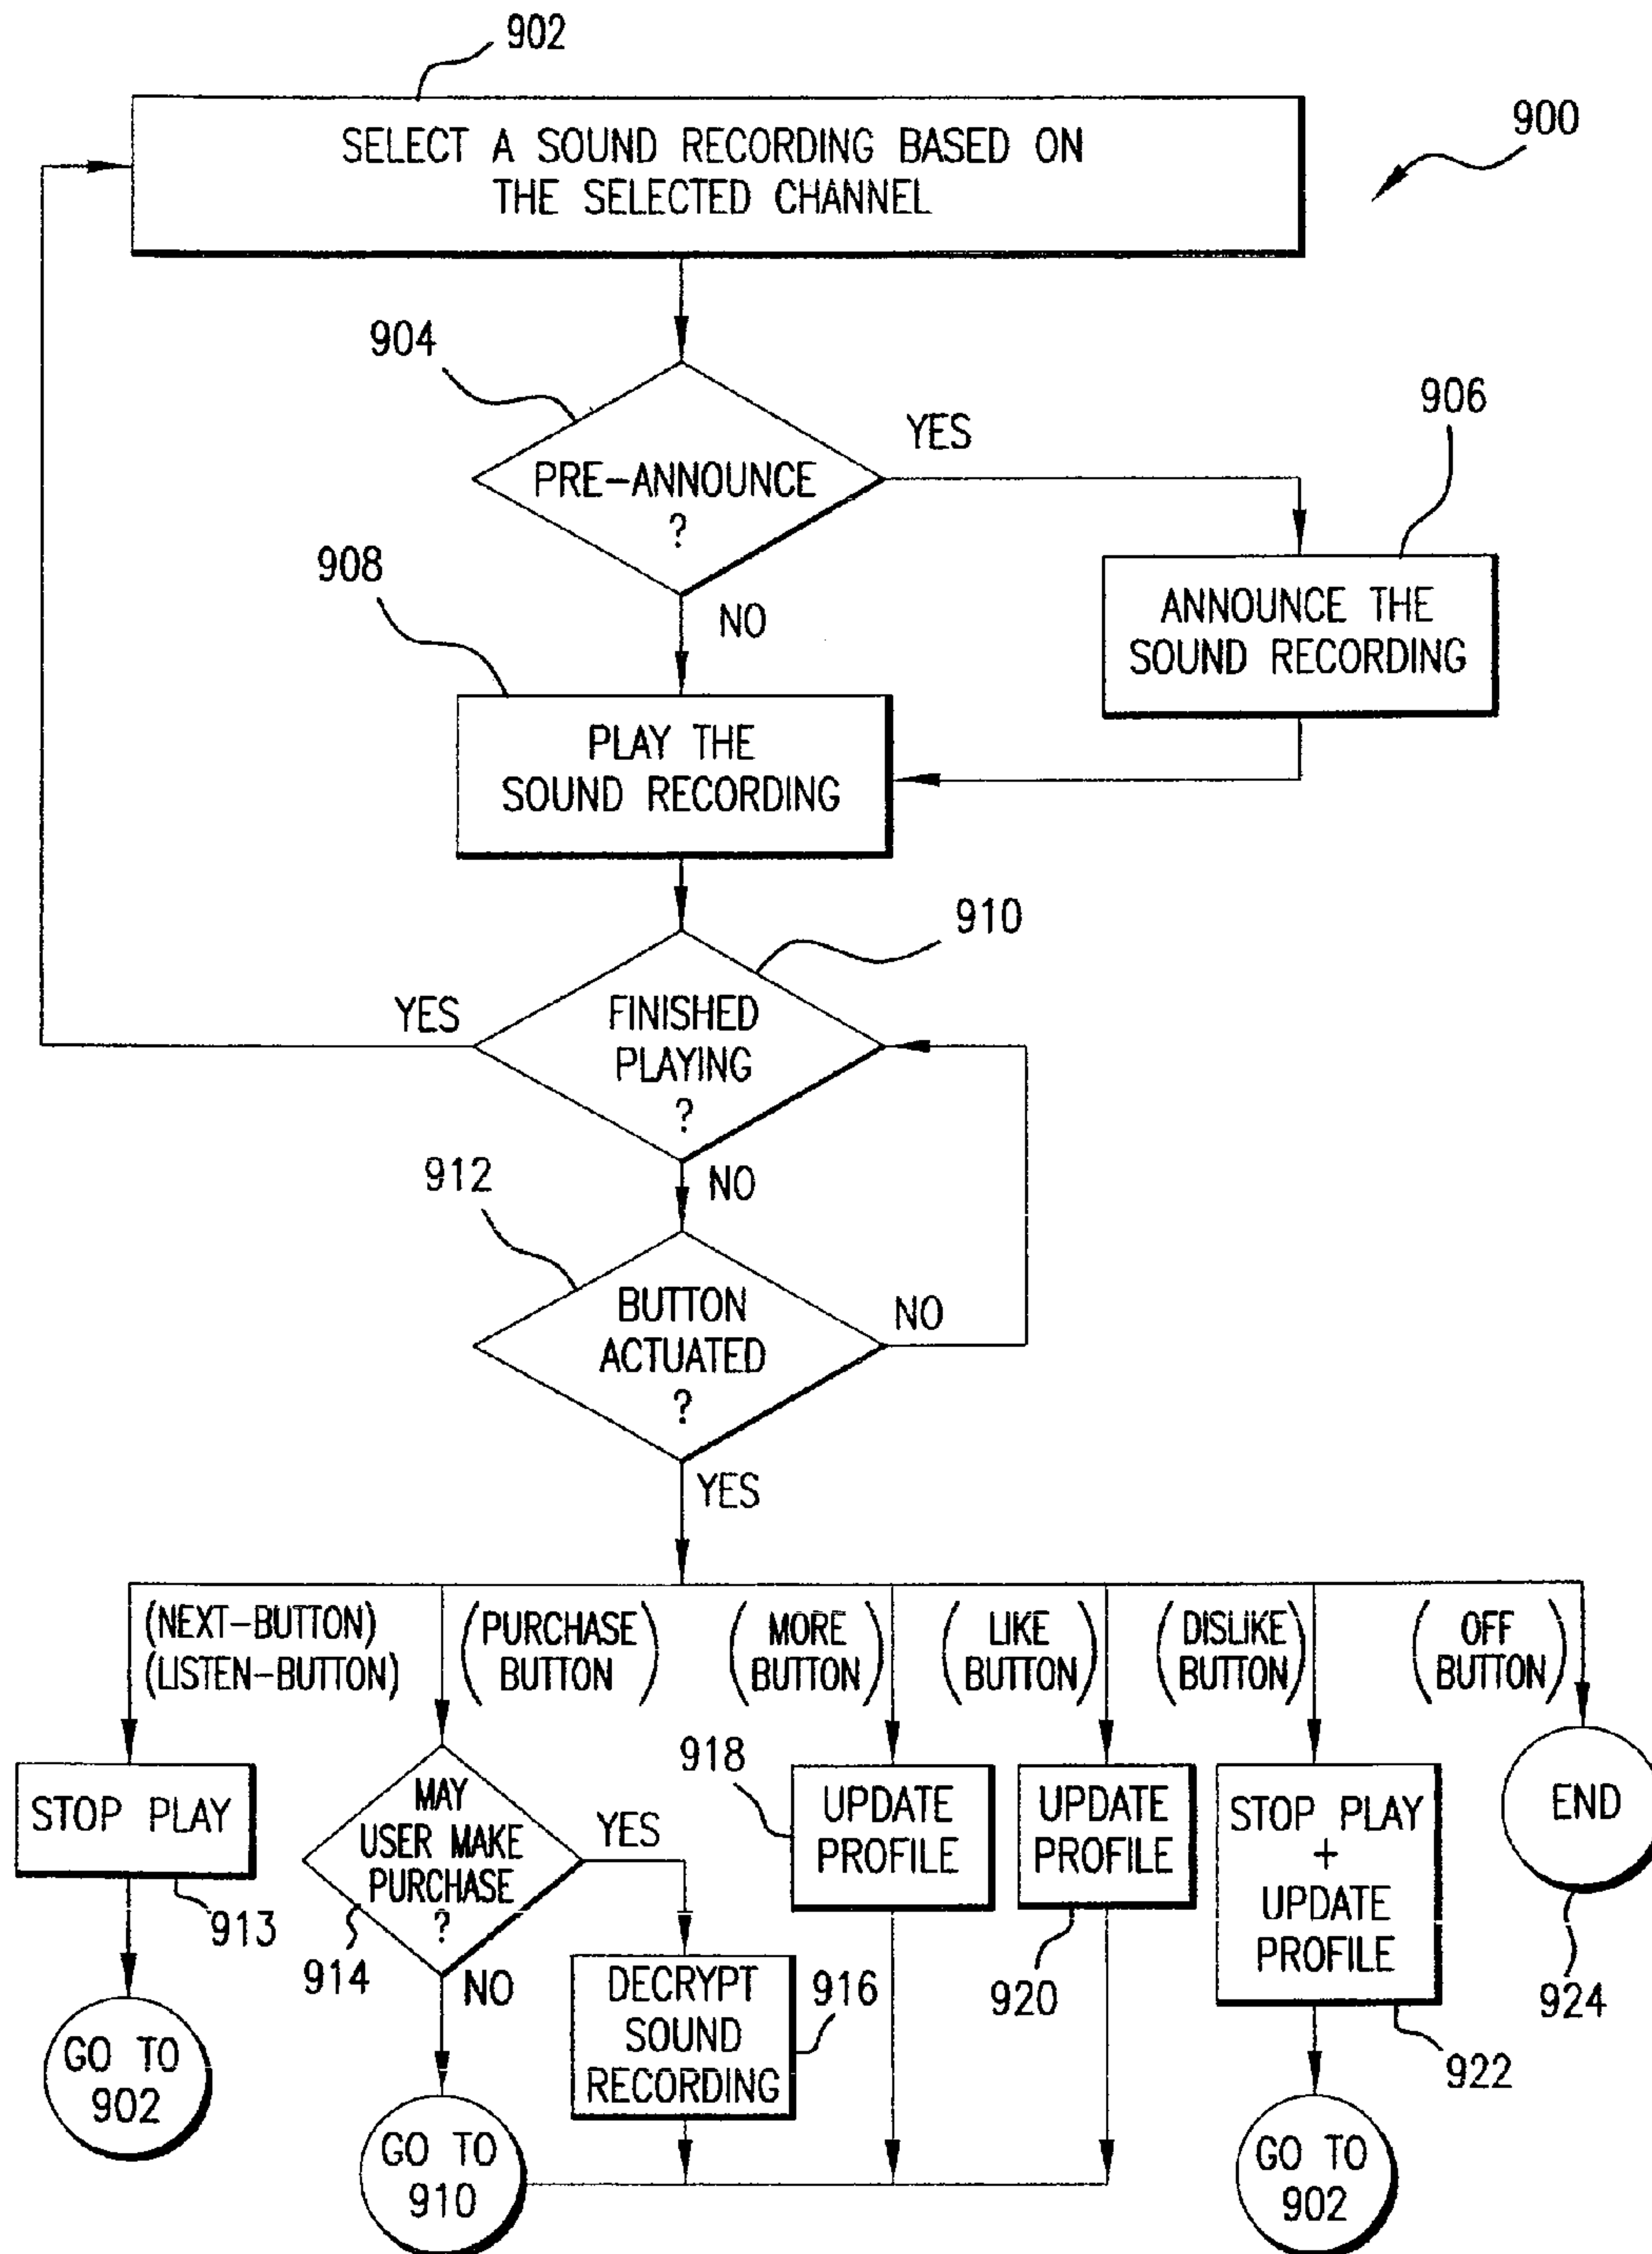 902
900
SELECT A SOUND RECORDING BASED ON
THE SELECTED CHANNEL
904
PRE-ANNOUNCE
?
YES
906
ANNOUNCE THE
SOUND RECORDING
NO
908
PLAY THE
SOUND RECORDING
910
FINISHED
PLAYING
?
YES
NO
912
BUTTON
ACTUATED
?
NO
YES
(NEXT-BUTTON)
(LISTEN-BUTTON)
(PURCHASE
BUTTON)
(MORE
BUTTON)
(LIKE
BUTTON)
(DISLIKE
BUTTON)
(OFF
BUTTON)
STOP PLAY
913
GO TO
902
MAY
USER MAKE
PURCHASE
?
914
YES
NO
DECRYPT
SOUND
RECORDING
916
GO TO
910
918
UPDATE
PROFILE
UPDATE
PROFILE
920
STOP PLAY
+
UPDATE
PROFILE
922
GO TO
902
END
924